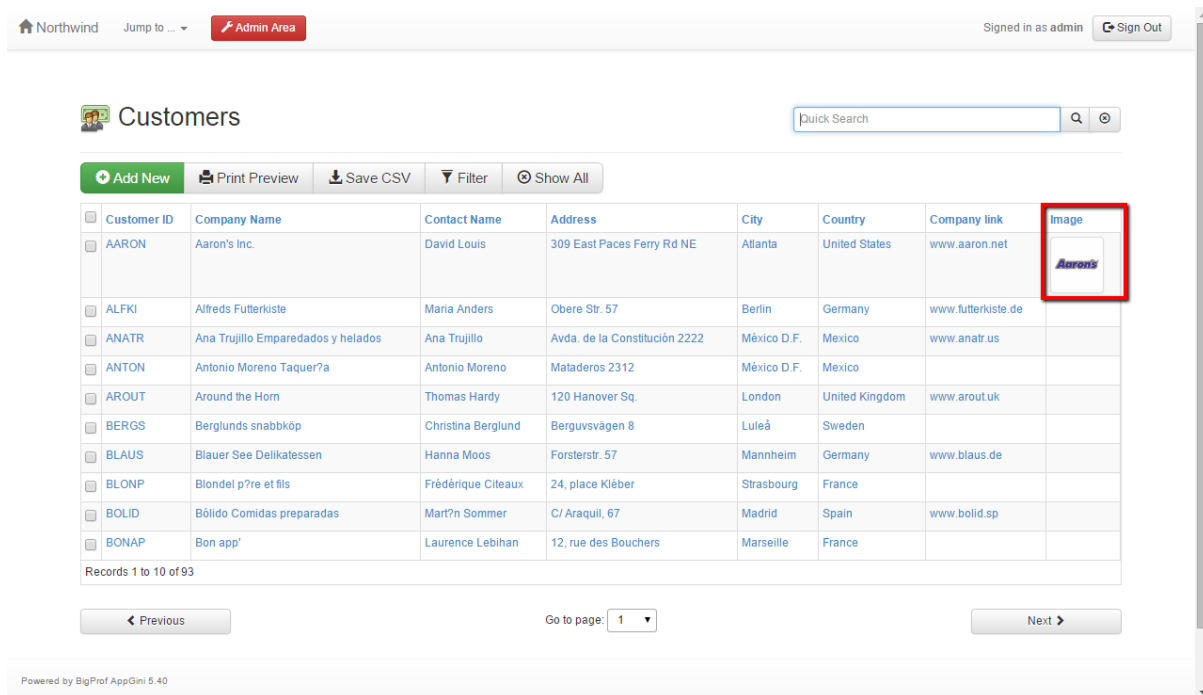 Northwind Jump to ... Admin Area Signed in as admin Sign Out
Customers Quick Search
Add New Print Preview Save CSV Filter Show All
Customer ID Company Name Contact Name Address City Country Company link Image
AARON Aaron's Inc. David Louis 309 East Paces Ferry Rd NE Atlanta United States www.aaron.net Aaron's
ALFKI Alfreds Futterkiste Maria Anders Obere Str. 57 Berlin Germany www.futterkiste.de
ANATR Ana Trujillo Emparedados y helados Ana Trujillo Avda. de la Constitución 2222 México D.F. Mexico www.anatr.us
ANTON Antonio Moreno Taquer?a Antonio Moreno Mataderos 2312 México D.F. Mexico
AROUT Around the Horn Thomas Hardy 120 Hanover Sq. London United Kingdom www.arout.uk
BERGS Berglunds snabbköp Christina Berglund Berguvsvägen 8 Luleå Sweden
BLAUS Blauer See Delikatessen Hanna Moos Forsterstr. 57 Mannheim Germany www.blaus.de
BLONP Blondel p?re et fils Frédérique Citeaux 24, place Kléber Strasbourg France
BOLID Bólido Comidas preparadas Mart?n Sommer C/ Araquil, 67 Madrid Spain www.bolid.sp
BONAP Bon app' Laurence Lebihan 12, rue des Bouchers Marseille France
Records 1 to 10 of 93
Previous Go to page: 1 Next
Powered by BigProf AppGini 5.40